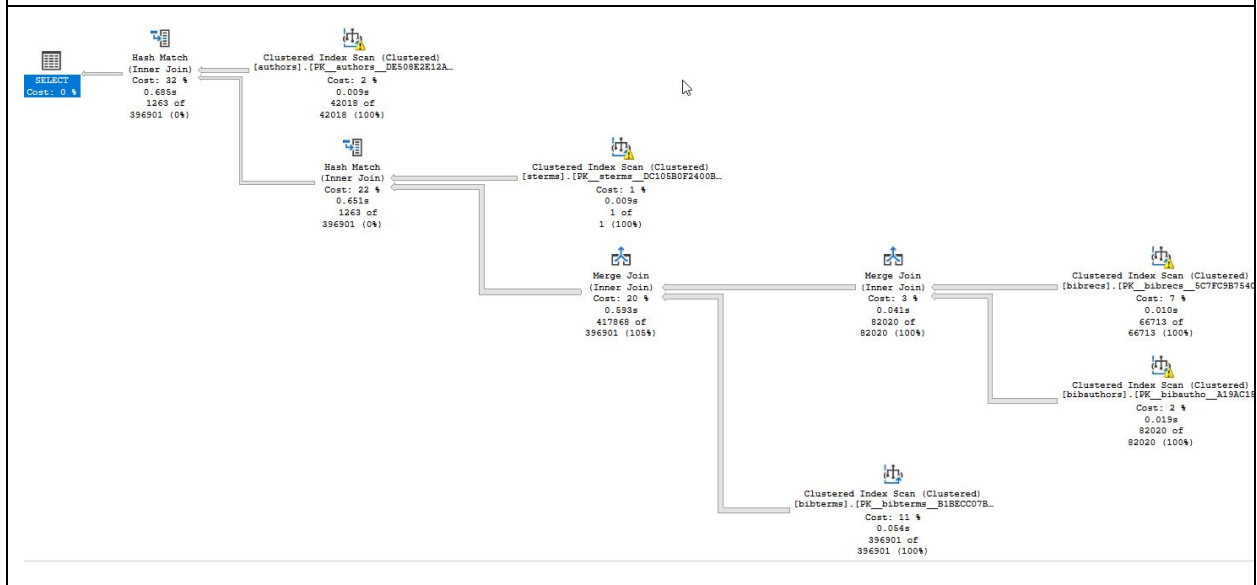 SELECT
Cost: 0 %
Hash Match
(Inner Join)
Cost: 32 %
0.685s
1263 of
396901 (0%)
Clustered Index Scan (Clustered)
[authors].[PK__authors__DE508E2E12A…
Cost: 2 %
0.009s
42018 of
42018 (100%)
Hash Match
(Inner Join)
Cost: 22 %
0.651s
1263 of
396901 (0%)
Clustered Index Scan (Clustered)
[sterms].[PK__sterms__DC105B0F2400B…
Cost: 1 %
0.009s
1 of
1 (100%)
Merge Join
(Inner Join)
Cost: 20 %
0.593s
417868 of
396901 (105%)
Merge Join
(Inner Join)
Cost: 3 %
0.041s
82020 of
82020 (100%)
Clustered Index Scan (Clustered)
[bibrecs].[PK__bibrecs__5C7FC9B7540
Cost: 7 %
0.010s
66713 of
66713 (100%)
Clustered Index Scan (Clustered)
[bibauthors].[PK__bibautho__A19AC18
Cost: 2 %
0.019s
82020 of
82020 (100%)
Clustered Index Scan (Clustered)
[bibterms].[PK__bibterms__B1BECC07B…
Cost: 11 %
0.054s
396901 of
396901 (100%)